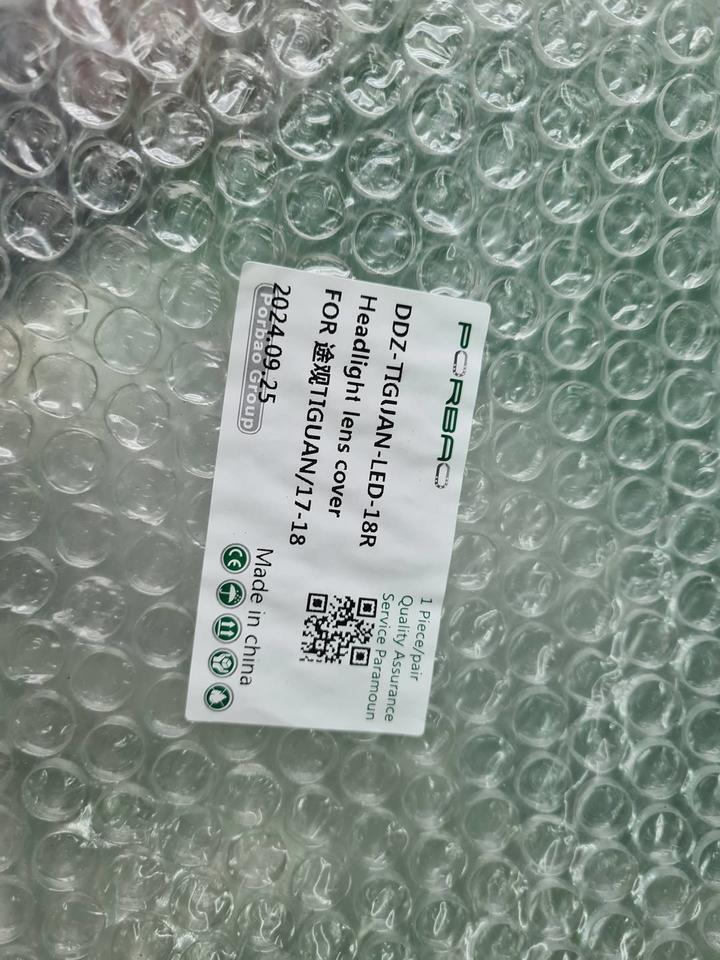 PORBAO
1 Piece/pair
Quality Assurance
Service Paramoun
DDZ-TIGUAN-LED-18R
Headlight lens cover
FOR 途观TIGUAN/17-18
2024.09.25
Porbao Group
Made in china
CE